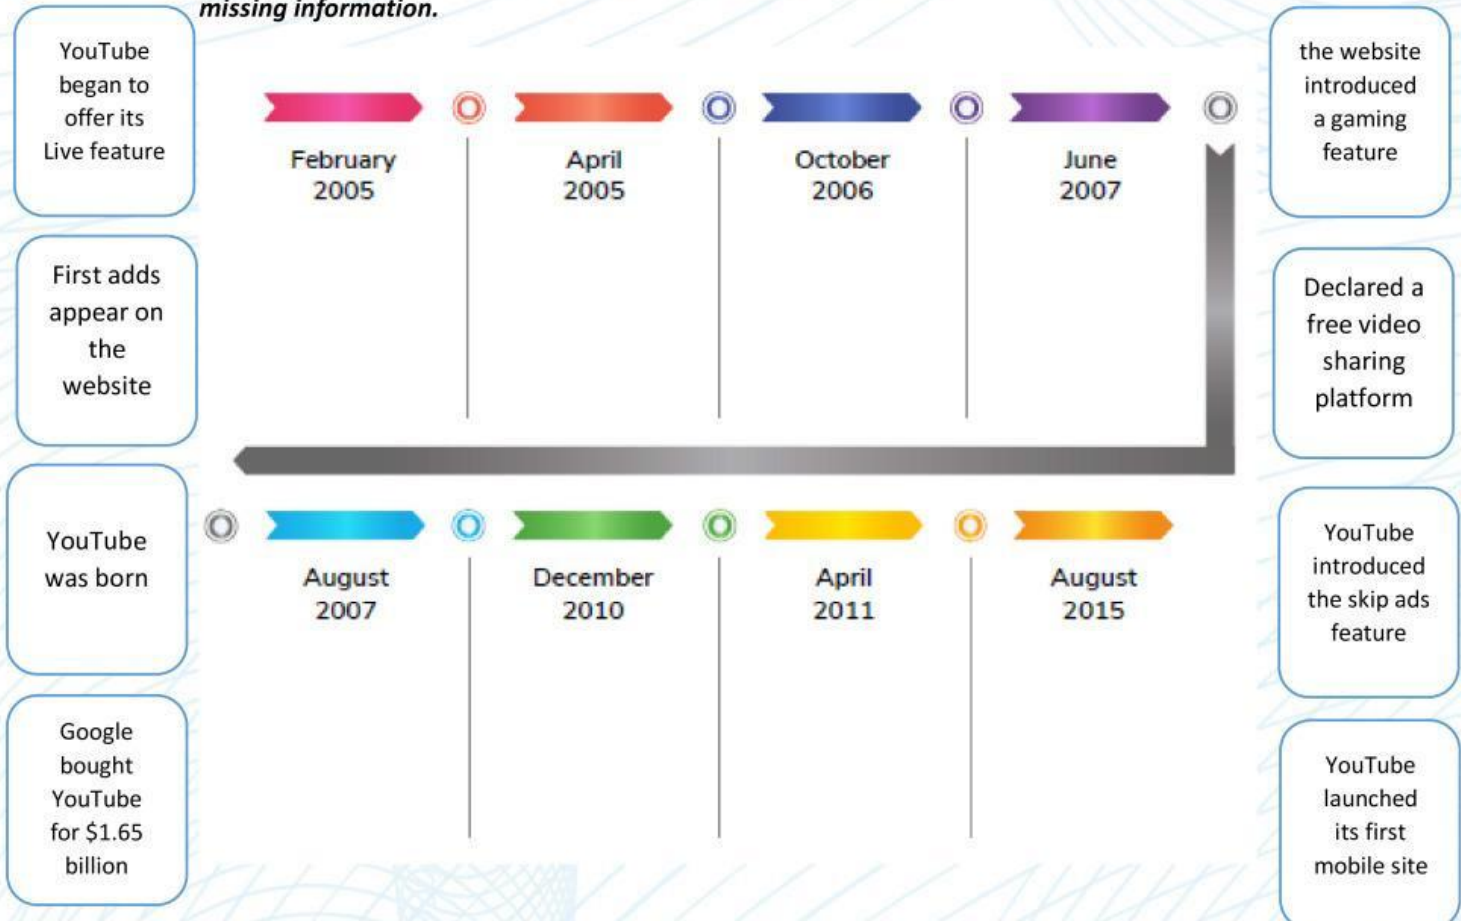 missing information.
YouTube
began to
offer its
Live feature
First adds
appear on
the
website
YouTube
was born
Google
bought
YouTube
for $1.65
billion
February
2005
April
2005
October
2006
June
2007
August
2007
December
2010
April
2011
August
2015
the website
introduced
a gaming
feature
Declared a
free video
sharing
platform
YouTube
introduced
the skip ads
feature
YouTube
launched
its first
mobile site